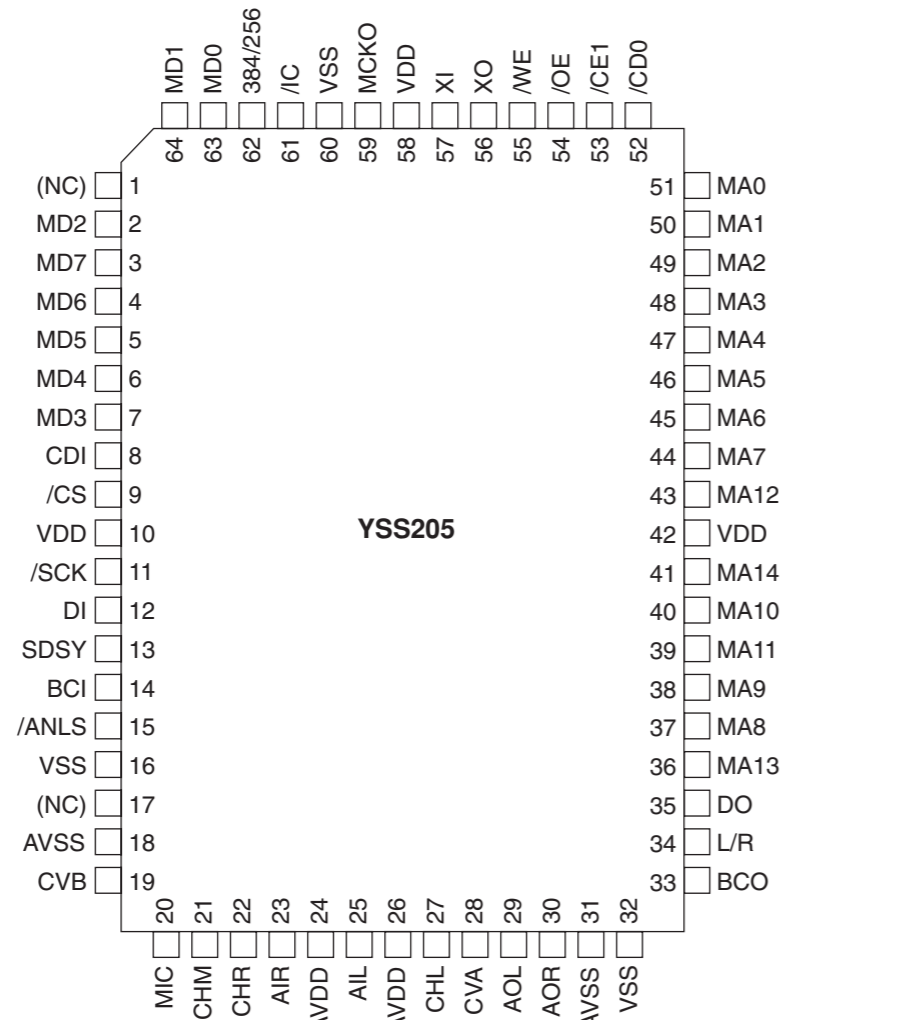 MD1 MD0 384/256 /IC VSS MCKO VDD XI XO /WE /OE /CE1 /CD0
64 63 62 61 60 59 58 57 56 55 54 53 52
(NC) 1 51 MA0
MD2 2 50 MA1
MD7 3 49 MA2
MD6 4 48 MA3
MD5 5 47 MA4
MD4 6 46 MA5
MD3 7 45 MA6
CDI 8 44 MA7
/CS 9 43 MA12
VDD 10 YSS205 42 VDD
/SCK 11 41 MA14
DI 12 40 MA10
SDSY 13 39 MA11
BCI 14 38 MA9
/ANLS 15 37 MA8
VSS 16 36 MA13
(NC) 17 35 DO
AVSS 18 34 L/R
CVB 19 33 BCO
20 21 22 23 24 25 26 27 28 29 30 31 32
MIC CHM CHR AIR AVDD AIL AVDD CHL CVA AOL AOR AVSS VSS